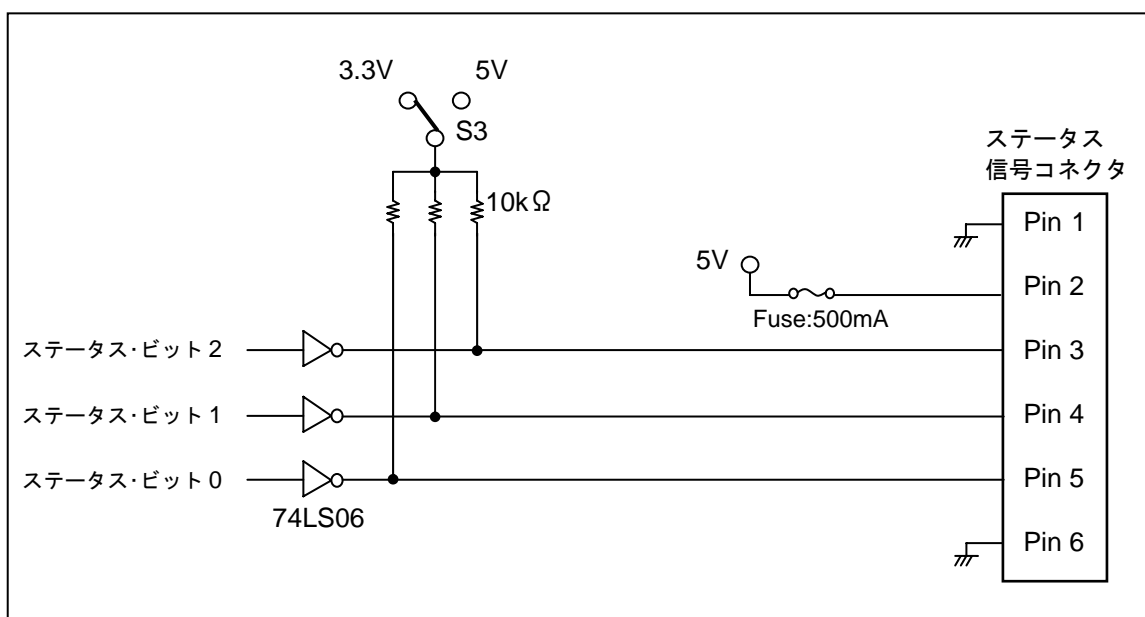 3.3V
5V
S3
10kΩ
ステータス
信号コネクタ
Pin 1
5V
Pin 2
Fuse:500mA
ステータス・ビット 2
Pin 3
ステータス・ビット 1
Pin 4
ステータス・ビット 0
Pin 5
74LS06
Pin 6